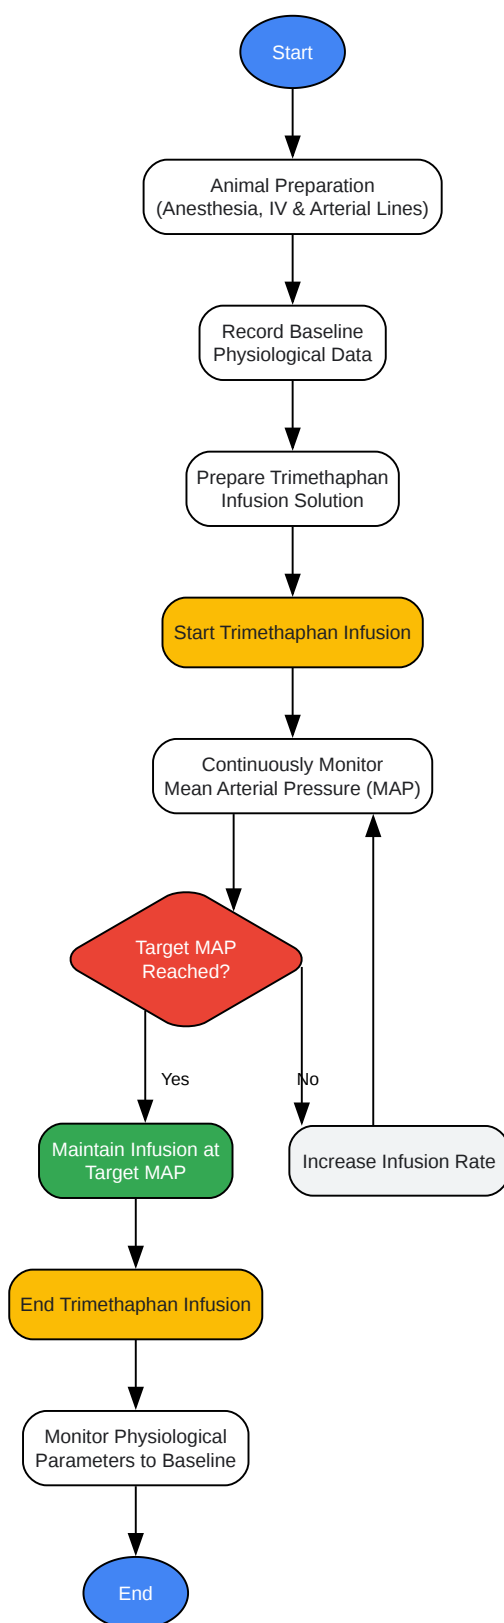 Start
Animal Preparation
(Anesthesia, IV & Arterial Lines)
Record Baseline
Physiological Data
Prepare Trimethaphan
Infusion Solution
Start Trimethaphan Infusion
Continuously Monitor
Mean Arterial Pressure (MAP)
Target MAP
Reached?
Yes
No
Maintain Infusion at
Target MAP
Increase Infusion Rate
End Trimethaphan Infusion
Monitor Physiological
Parameters to Baseline
End